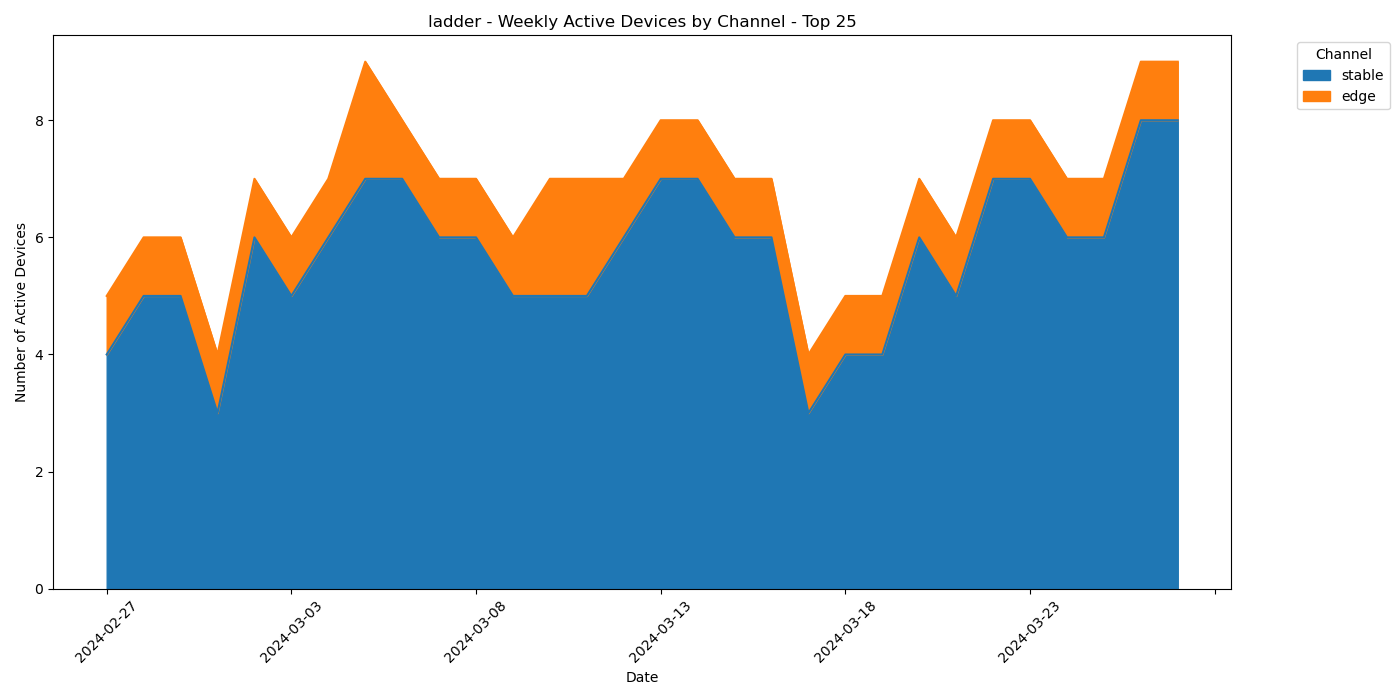 ladder - Weekly Active Devices by Channel - Top 25
Channel
stable
edge
Number of Active Devices
8
6
4
2
0
2024-02-27
2024-03-03
2024-03-08
2024-03-13
2024-03-18
2024-03-23
Date